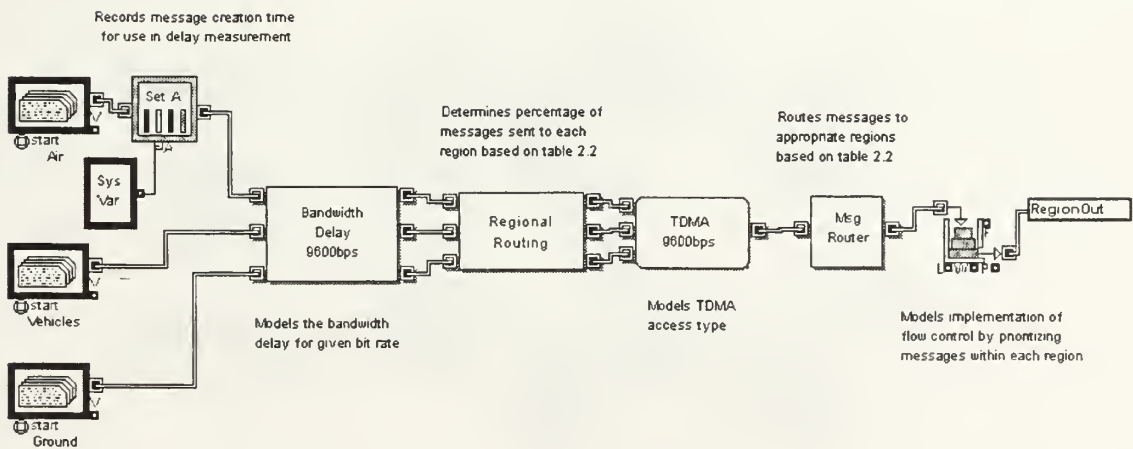 Records message creation time
for use in delay measurement
Set A
V
start
Air
A
Sys
Var
Determines percentage of
messages sent to each
region based on table 2.2
Routes messages to
appropriate regions
based on table 2.2
Bandwidth
Delay
9600bps
Regional
Routing
TDMA
9600bps
Msg
Router
RegionOut
F
L
P
V
start
Vehicles
Models the bandwidth
delay for given bit rate
Models TDMA
access type
Models implementation of
flow control by prioritizing
messages within each region
V
start
Ground